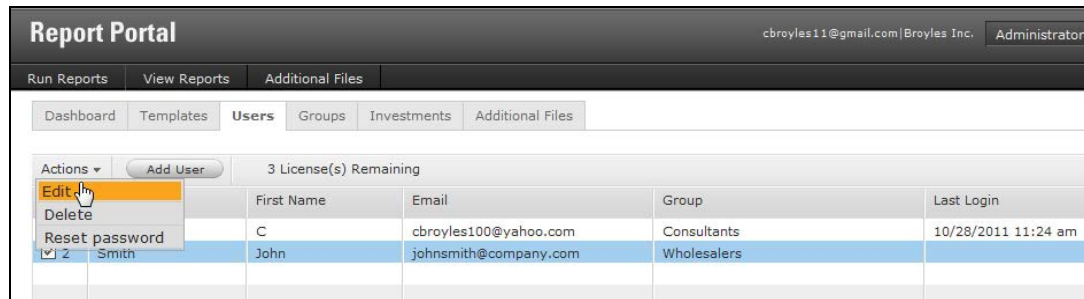 Report Portal
cbroyles11@gmail.com|Broyles Inc. Administrator
Run Reports View Reports Additional Files
Dashboard Templates Users Groups Investments Additional Files
Actions Add User 3 License(s) Remaining
Edit
Delete
Reset password
First Name Email Group Last Login
C cbroyles100@yahoo.com Consultants 10/28/2011 11:24 am
2 Smith John johnsmith@company.com Wholesalers